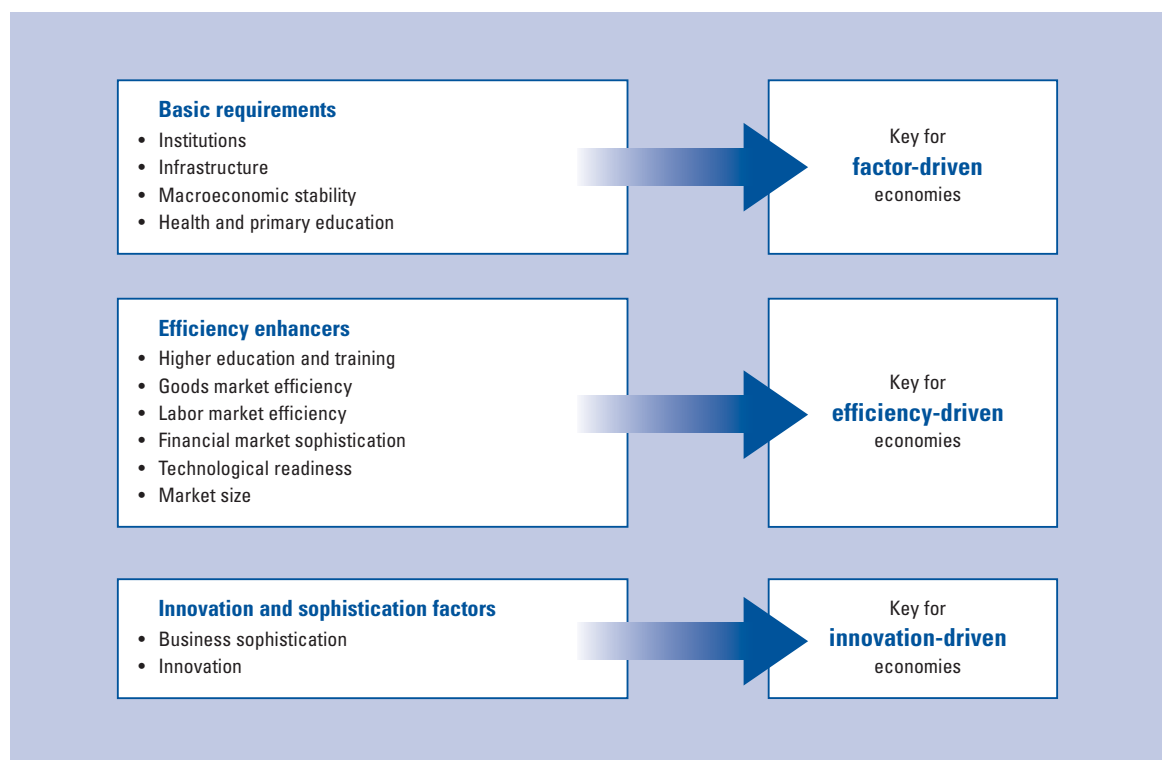 Basic requirements
• Institutions
• Infrastructure
• Macroeconomic stability
• Health and primary education
Key for
factor-driven
economies
Efficiency enhancers
• Higher education and training
• Goods market efficiency
• Labor market efficiency
• Financial market sophistication
• Technological readiness
• Market size
Key for
efficiency-driven
economies
Innovation and sophistication factors
• Business sophistication
• Innovation
Key for
innovation-driven
economies